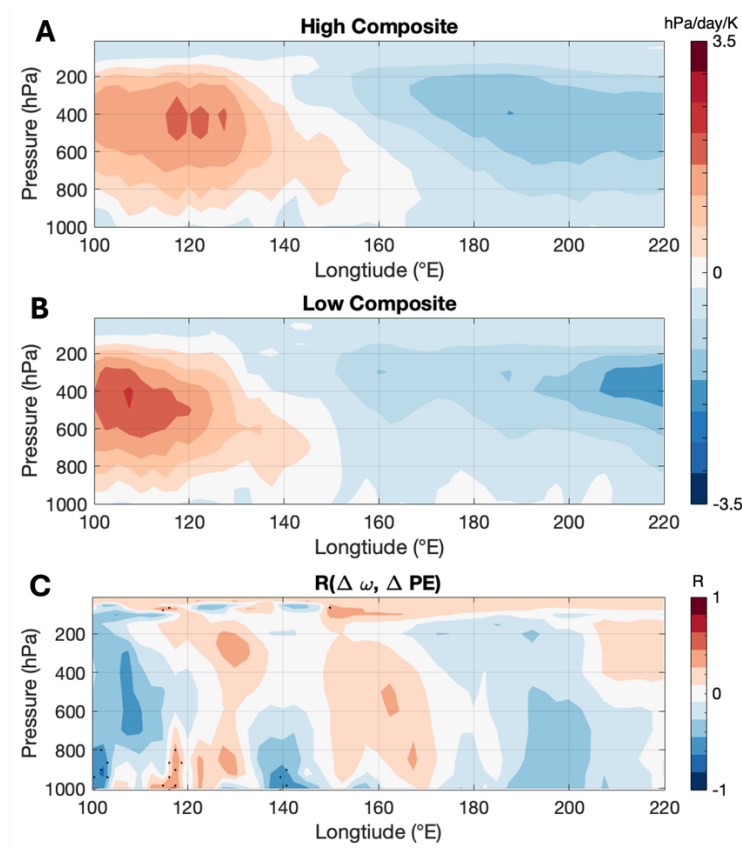 A
High Composite
hPa/day/K
3.5
0
-3.5
Pressure (hPa)
200
400
600
800
1000
100 120 140 160 180 200 220
Longtiude (°E)
B
Low Composite
Pressure (hPa)
200
400
600
800
1000
100 120 140 160 180 200 220
Longtiude (°E)
C
R(Δ ω, Δ PE)
R
1
0
-1
Pressure (hPa)
200
400
600
800
1000
100 120 140 160 180 200 220
Longtiude (°E)